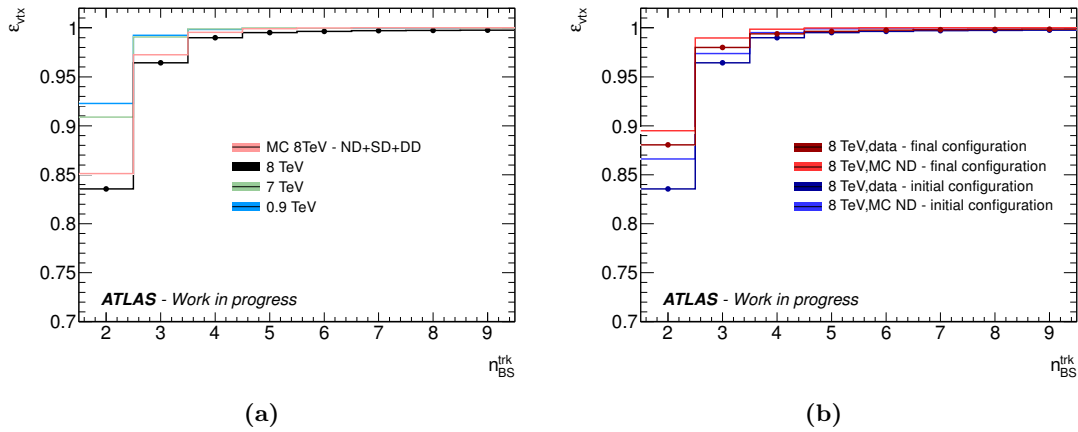 ε_vtx
1
0.95
0.9
0.85
0.8
0.75
0.7
MC 8TeV - ND+SD+DD
8 TeV
7 TeV
0.9 TeV
ATLAS - Work in progress
2 3 4 5 6 7 8 9
n_BS^trk
(a)
ε_vtx
1
0.95
0.9
0.85
0.8
0.75
0.7
8 TeV,data - final configuration
8 TeV,MC ND - final configuration
8 TeV,data - initial configuration
8 TeV,MC ND - initial configuration
ATLAS - Work in progress
2 3 4 5 6 7 8 9
n_BS^trk
(b)